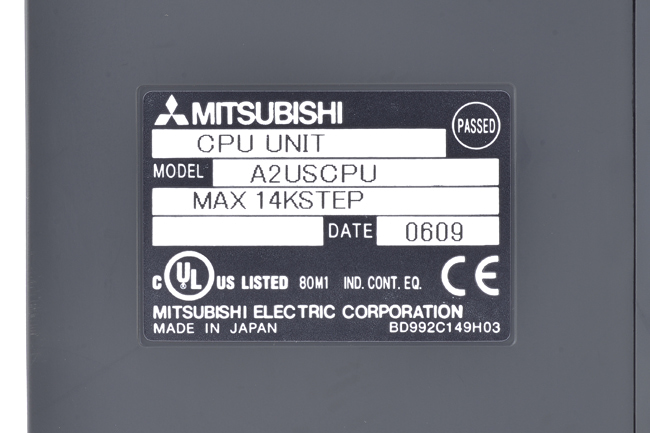 MITSUBISHI
PASSED
CPU UNIT
MODEL A2USCPU
MAX 14KSTEP
DATE 0609
C UL US LISTED 80M1 IND. CONT. EQ. CE
MITSUBISHI ELECTRIC CORPORATION
MADE IN JAPAN BD992C149H03